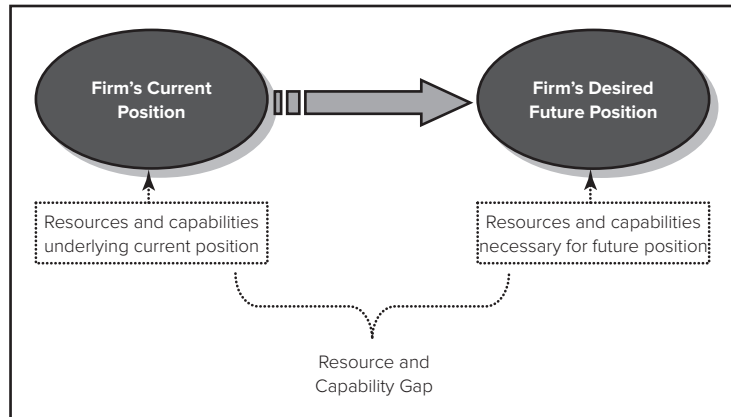 Firm’s Current
Position
Firm’s Desired
Future Position
Resources and capabilities
underlying current position
Resources and capabilities
necessary for future position
Resource and
Capability Gap